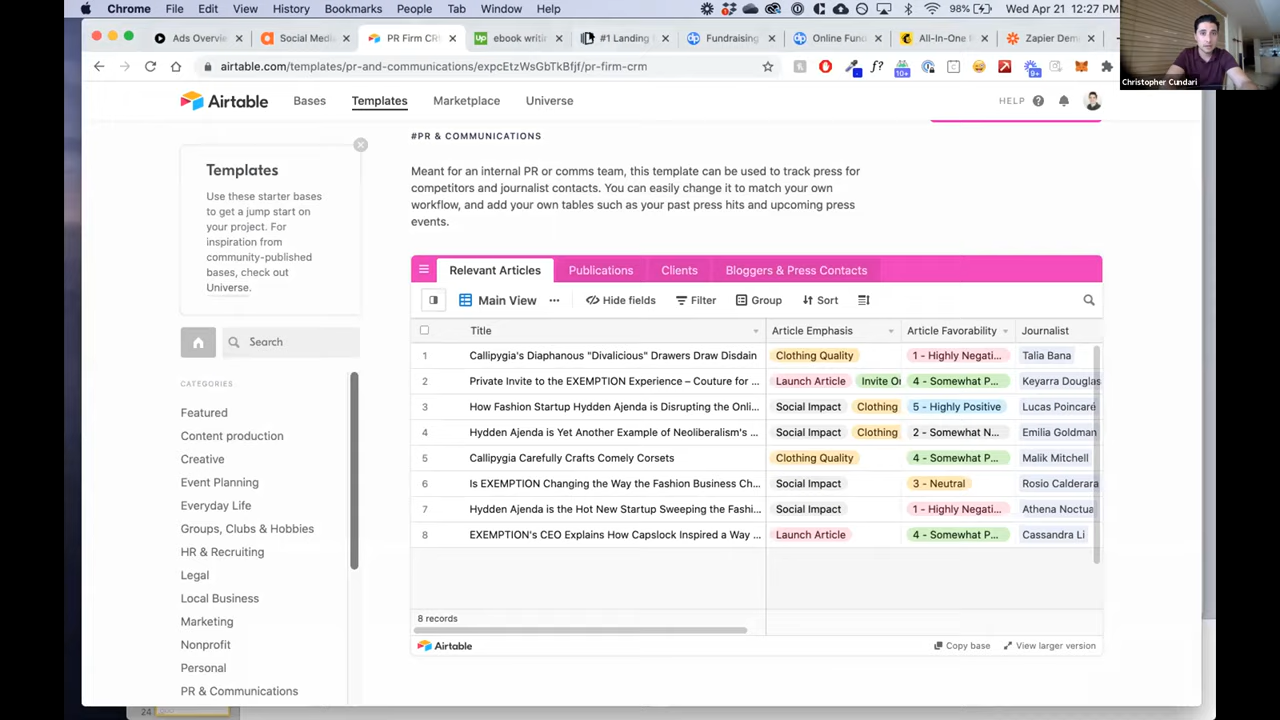 Chrome File Edit View History Bookmarks People Tab Window Help 98% Wed Apr 21 12:27 PM
Ads Overvie
Social Medi
PR Firm CR
ebook writi
#1 Landing
Fundraising
Online Fund
All-In-One
Zapier Dem
airtable.com/templates/pr-and-communications/expcEtzWsGbTkBfjf/pr-firm-crm
10+
9+
Christopher Cundari
Airtable
Bases
Templates
Marketplace
Universe
HELP
#PR & COMMUNICATIONS
Templates
Use these starter bases
to get a jump start on
your project. For
inspiration from
community-published
bases, check out
Universe.
Meant for an internal PR or comms team, this template can be used to track press for
competitors and journalist contacts. You can easily change it to match your own
workflow, and add your own tables such as your past press hits and upcoming press
events.
Search
CATEGORIES
Featured
Content production
Creative
Event Planning
Everyday Life
Groups, Clubs & Hobbies
HR & Recruiting
Legal
Local Business
Marketing
Nonprofit
Personal
PR & Communications
Relevant Articles Publications Clients Bloggers & Press Contacts
Main View ••• Hide fields Filter Group Sort
Title Article Emphasis Article Favorability Journalist
1 Callipygia's Diaphanous "Divalicious" Drawers Draw Disdain Clothing Quality 1 - Highly Negati... Talia Bana
2 Private Invite to the EXEMPTION Experience – Couture for ... Launch Article Invite On 4 - Somewhat P... Keyarra Douglas
3 How Fashion Startup Hydden Ajenda is Disrupting the Onli... Social Impact Clothing 5 - Highly Positive Lucas Poincaré
4 Hydden Ajenda is Yet Another Example of Neoliberalism's ... Social Impact Clothing 2 - Somewhat N... Emilia Goldman
5 Callipygia Carefully Crafts Comely Corsets Clothing Quality 4 - Somewhat P... Malik Mitchell
6 Is EXEMPTION Changing the Way the Fashion Business Ch... Social Impact 3 - Neutral Rosio Calderara
7 Hydden Ajenda is the Hot New Startup Sweeping the Fashi... Social Impact 1 - Highly Negati... Athena Noctua
8 EXEMPTION's CEO Explains How Capslock Inspired a Way ... Launch Article 4 - Somewhat P... Cassandra Li
8 records
Airtable
Copy base
View larger version
24